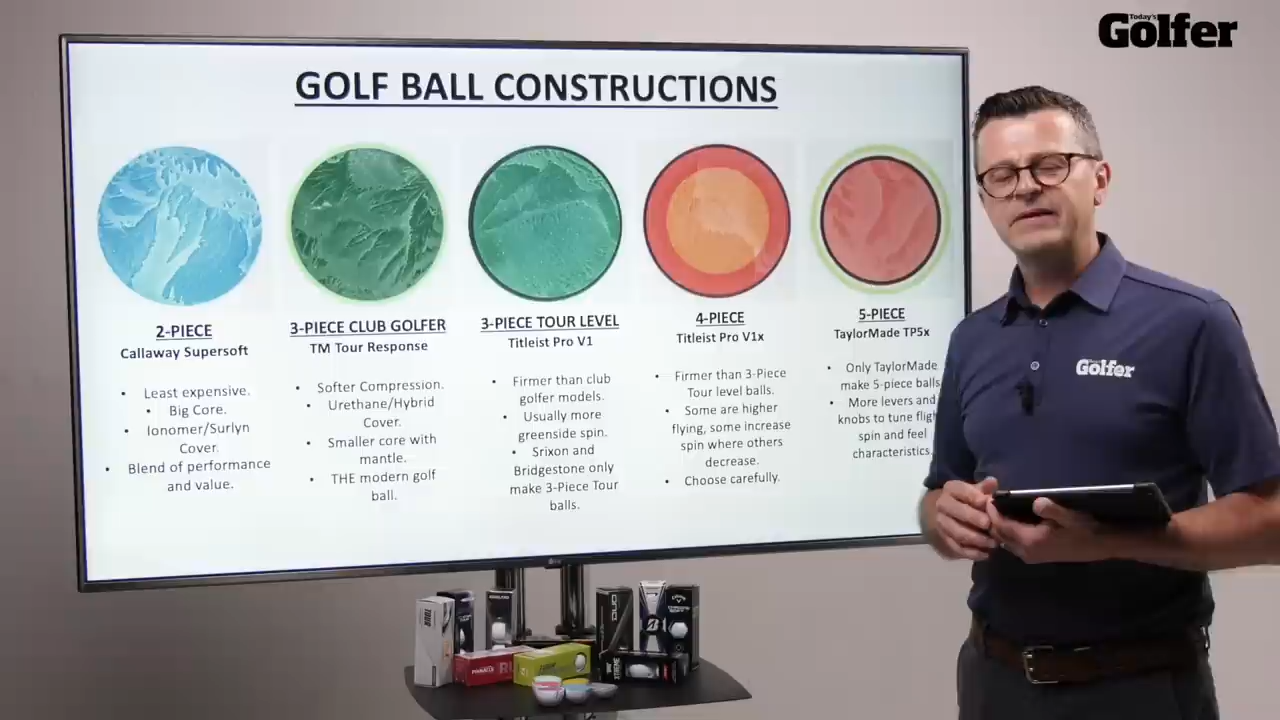 Today's
Golfer
GOLF BALL CONSTRUCTIONS
2-PIECE
Callaway Supersoft
• Least expensive.
• Big Core.
• Ionomer/Surlyn
Cover.
• Blend of performance
and value.
3-PIECE CLUB GOLFER
TM Tour Response
• Softer Compression.
• Urethane/Hybrid
Cover.
• Smaller core with
mantle.
• THE modern golf
ball.
3-PIECE TOUR LEVEL
Titleist Pro V1
• Firmer than club
golfer models.
• Usually more
greenside spin.
• Srixon and
Bridgestone only
make 3-Piece Tour
balls.
4-PIECE
Titleist Pro V1x
• Firmer than 3-Piece
Tour level balls.
• Some are higher
flying, some increase
spin where others
decrease.
• Choose carefully.
5-PIECE
TaylorMade TP5x
• Only TaylorMade
make 5-piece balls
• More levers and
knobs to tune
spin and feel
characteristics.
Golfer
LG
TOUR
DUO
B
PINNACLE